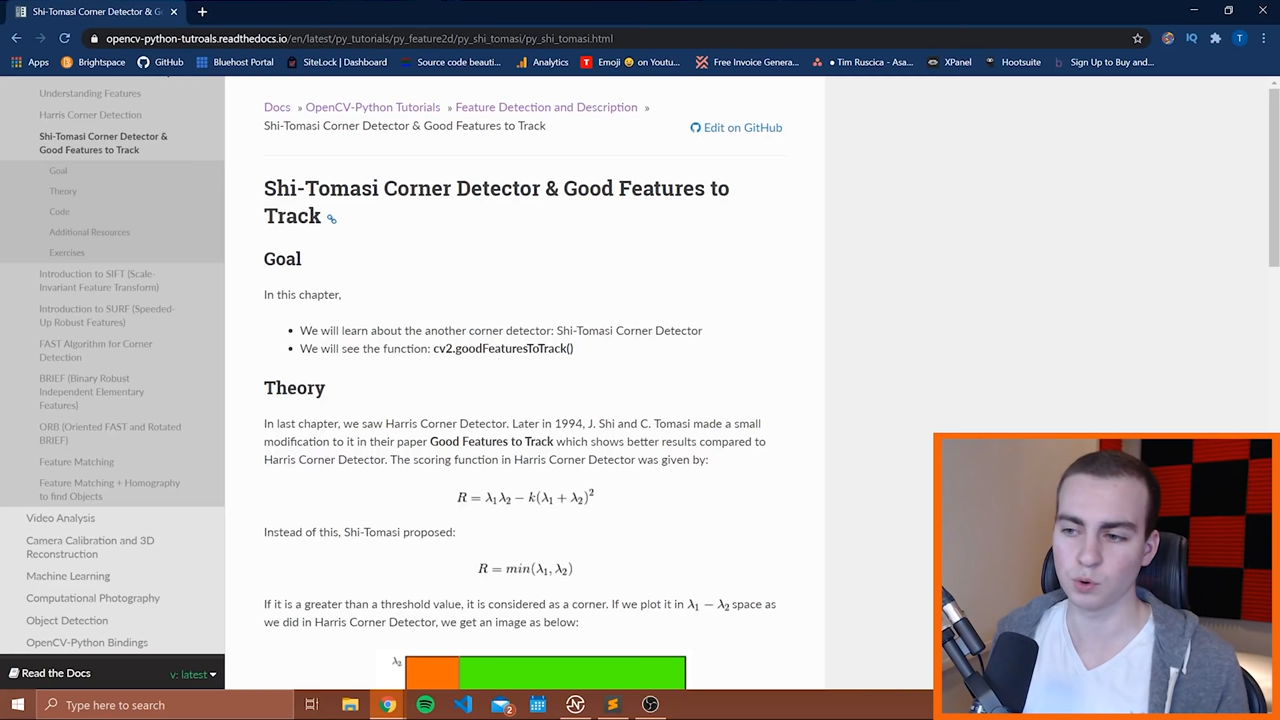 Shi-Tomasi Corner Detector & Go
opencv-python-tutroals.readthedocs.io/en/latest/py_tutorials/py_feature2d/py_shi_tomasi/py_shi_tomasi.html
Apps
Brightspace
GitHub
Bluehost Portal
SiteLock | Dashboard
Source code beauti...
Analytics
Emoji 😀 on Youtu...
Free Invoice Genera...
• Tim Ruscica - Asa...
XPanel
Hootsuite
Sign Up to Buy and...
Understanding Features
Harris Corner Detection
Shi-Tomasi Corner Detector &
Good Features to Track
Goal
Theory
Code
Additional Resources
Exercises
Introduction to SIFT (Scale-
Invariant Feature Transform)
Introduction to SURF (Speeded-
Up Robust Features)
FAST Algorithm for Corner
Detection
BRIEF (Binary Robust
Independent Elementary
Features)
ORB (Oriented FAST and Rotated
BRIEF)
Feature Matching
Feature Matching + Homography
to find Objects
Video Analysis
Camera Calibration and 3D
Reconstruction
Machine Learning
Computational Photography
Object Detection
OpenCV-Python Bindings
Read the Docs
v: latest
Docs » OpenCV-Python Tutorials » Feature Detection and Description »
Shi-Tomasi Corner Detector & Good Features to Track
Edit on GitHub
Shi-Tomasi Corner Detector & Good Features to
Track
Goal
In this chapter,
• We will learn about the another corner detector: Shi-Tomasi Corner Detector
• We will see the function: cv2.goodFeaturesToTrack()
Theory
In last chapter, we saw Harris Corner Detector. Later in 1994, J. Shi and C. Tomasi made a small
modification to it in their paper Good Features to Track which shows better results compared to
Harris Corner Detector. The scoring function in Harris Corner Detector was given by:
R = λ₁λ₂ − k(λ₁ + λ₂)²
Instead of this, Shi-Tomasi proposed:
R = min(λ₁, λ₂)
If it is a greater than a threshold value, it is considered as a corner. If we plot it in λ₁ − λ₂ space as
we did in Harris Corner Detector, we get an image as below:
λ₂
Type here to search
2